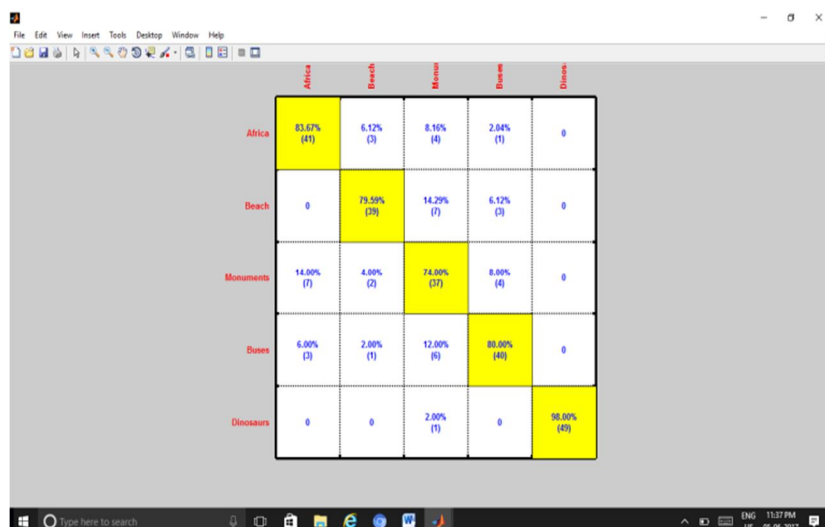 File Edit View Insert Tools Desktop Window Help
Africa Beach Buses
Africa 83.67% 6.12% 8.16% 2.04% 0
(41) (3) (4) (1)
Beach 0 79.59% 14.29% 6.12% 0
(39) (7) (3)
Monuments 14.00% 4.00% 74.00% 8.00% 0
(7) (2) (37) (4)
Buses 6.00% 2.00% 12.00% 80.00% 0
(3) (1) (6) (40)
Dinosaurs 0 0 2.00% 0 98.00%
(1) (49)
Type here to search
ENG 11:37 PM